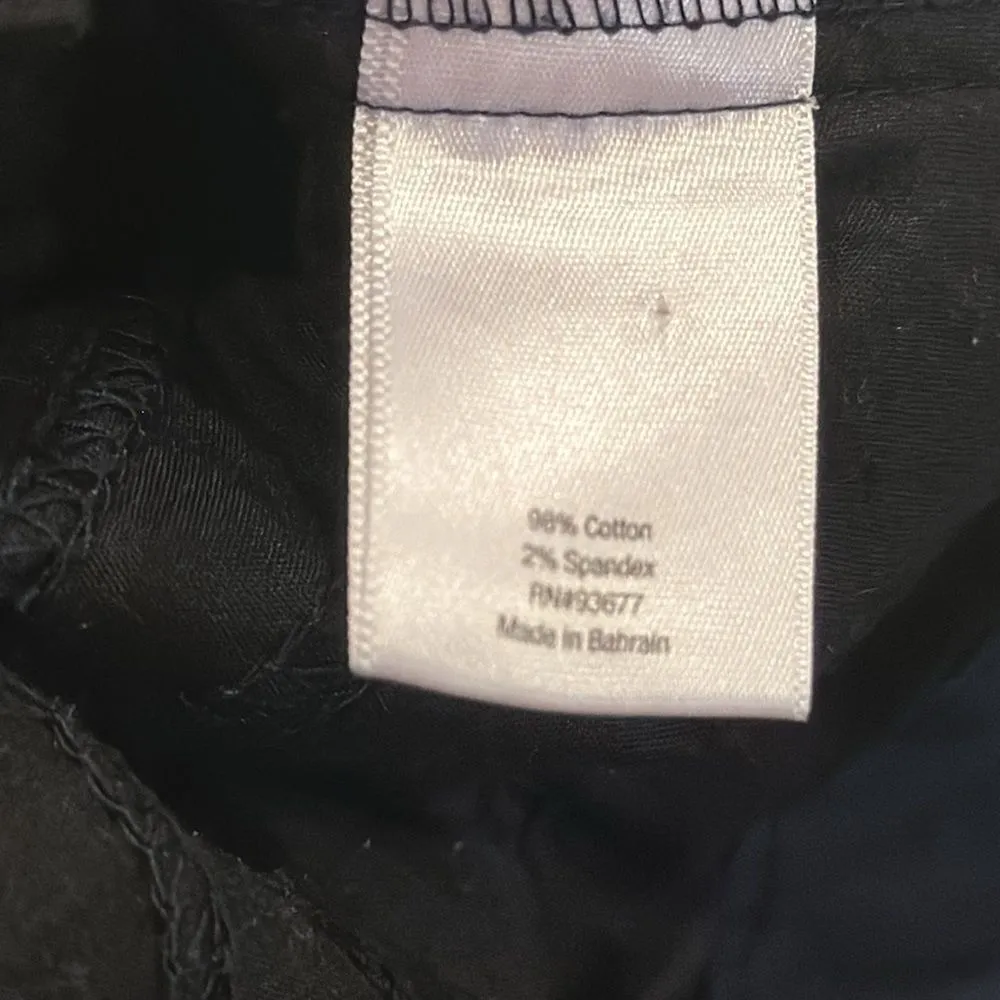 98% Cotton
2% Spandex
RN#93677
Made in Bahrain